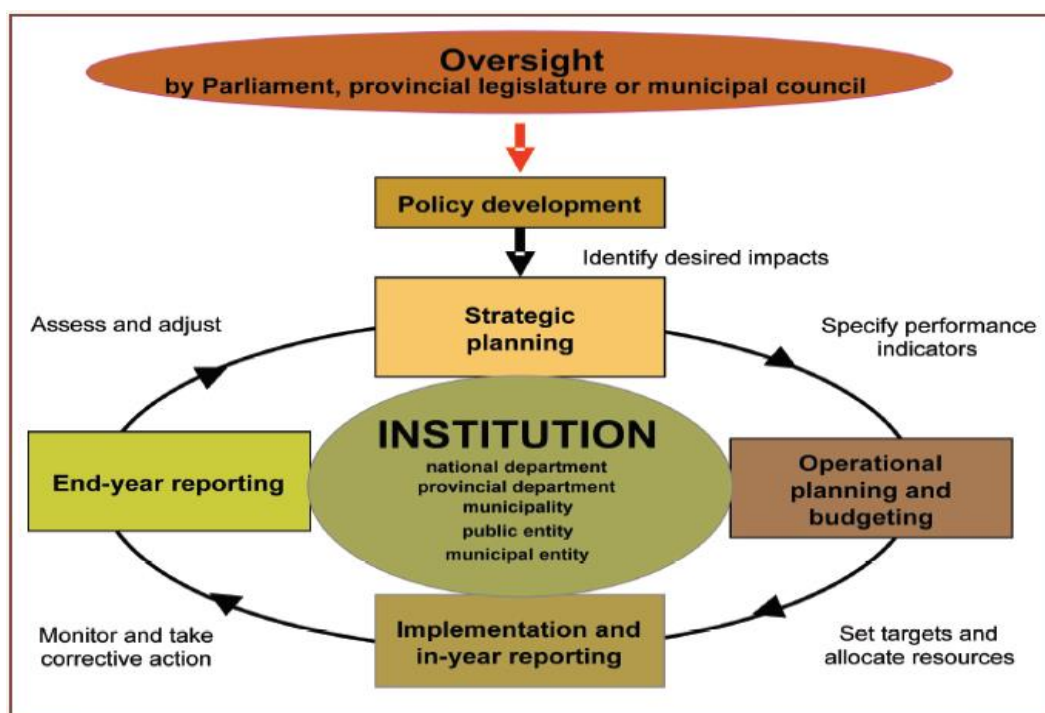 Oversight
by Parliament, provincial legislature or municipal council
Policy development
Identify desired impacts
Strategic
planning
Assess and adjust
Specify performance
indicators
INSTITUTION
national department
provincial department
municipality
public entity
municipal entity
End-year reporting
Operational
planning and
budgeting
Implementation and
in-year reporting
Monitor and take
corrective action
Set targets and
allocate resources